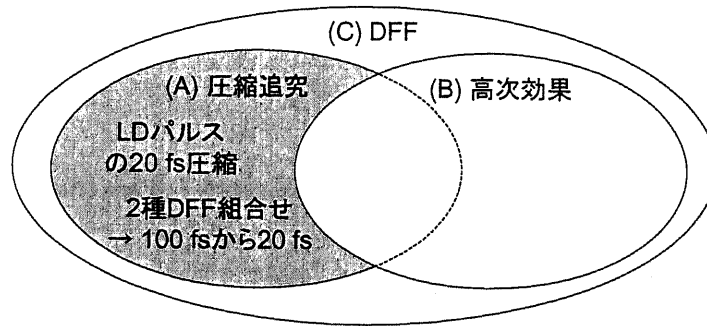 (C) DFF
(A) 圧縮追究
(B) 高次効果
LDパルス
の20 fs圧縮
2種DFF組合せ
→ 100 fsから20 fs